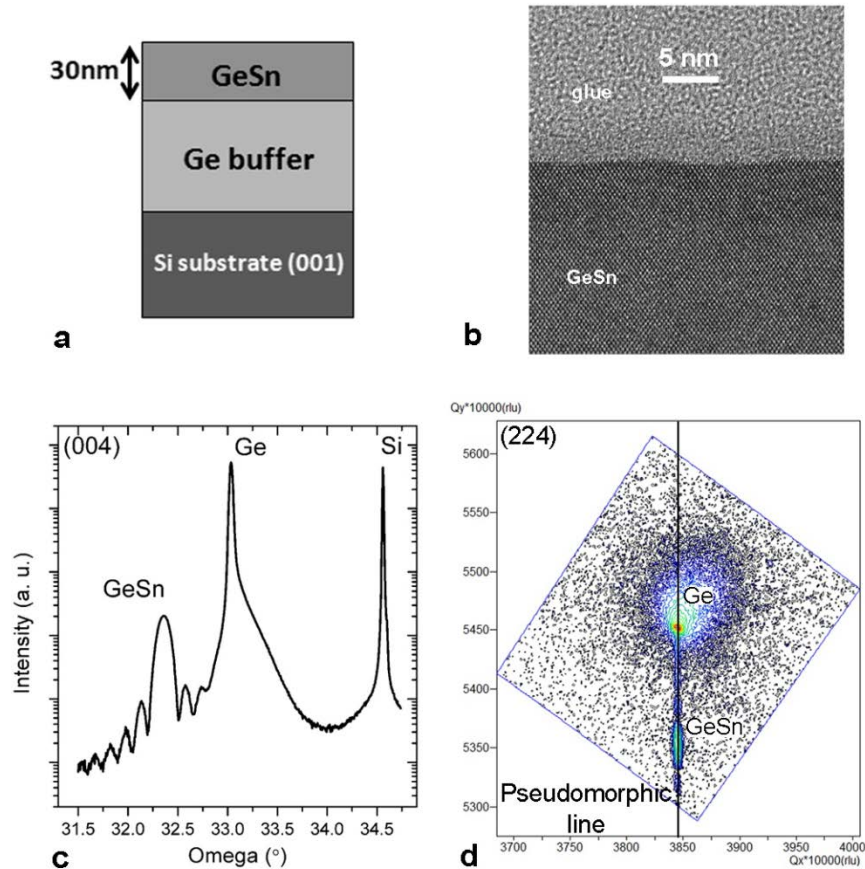 30nm
GeSn
Ge buffer
Si substrate (001)
a
5 nm
glue
GeSn
b
(004)
Ge
Si
GeSn
Intensity (a. u.)
31.5 32.0 32.5 33.0 33.5 34.0 34.5
Omega (°)
c
Qy*10000(rlu)
(224)
5600
5550
5500
Ge
5450
5400
GeSn
5350
Pseudomorphic
line
5300
3700 3750 3800 3850 3900 3950 4000
Qx*10000(rlu)
d